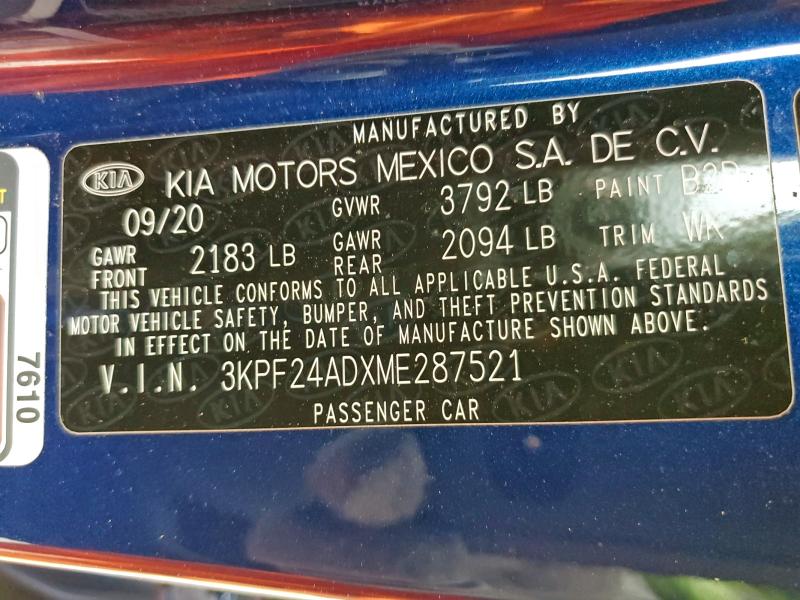 MANUFACTURED BY
KIA KIA MOTORS MEXICO S.A. DE C.V.
09/20 GVWR 3792 LB PAINT
GAWR FRONT 2183 LB GAWR REAR 2094 LB TRIM
THIS VEHICLE CONFORMS TO ALL APPLICABLE U.S.A. FEDERAL
MOTOR VEHICLE SAFETY, BUMPER, AND THEFT PREVENTION STANDARDS
IN EFFECT ON THE DATE OF MANUFACTURE SHOWN ABOVE.
V.I.N. 3KPF24ADXME287521
PASSENGER CAR
7610